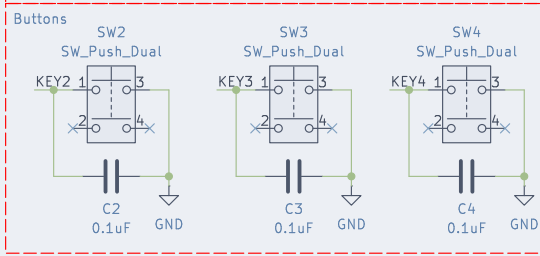 Buttons
SW2
SW_Push_Dual
KEY2
1
3
2
4
C2
0.1uF
GND
SW3
SW_Push_Dual
KEY3
1
3
2
4
C3
0.1uF
GND
SW4
SW_Push_Dual
KEY4
1
3
2
4
C4
0.1uF
GND